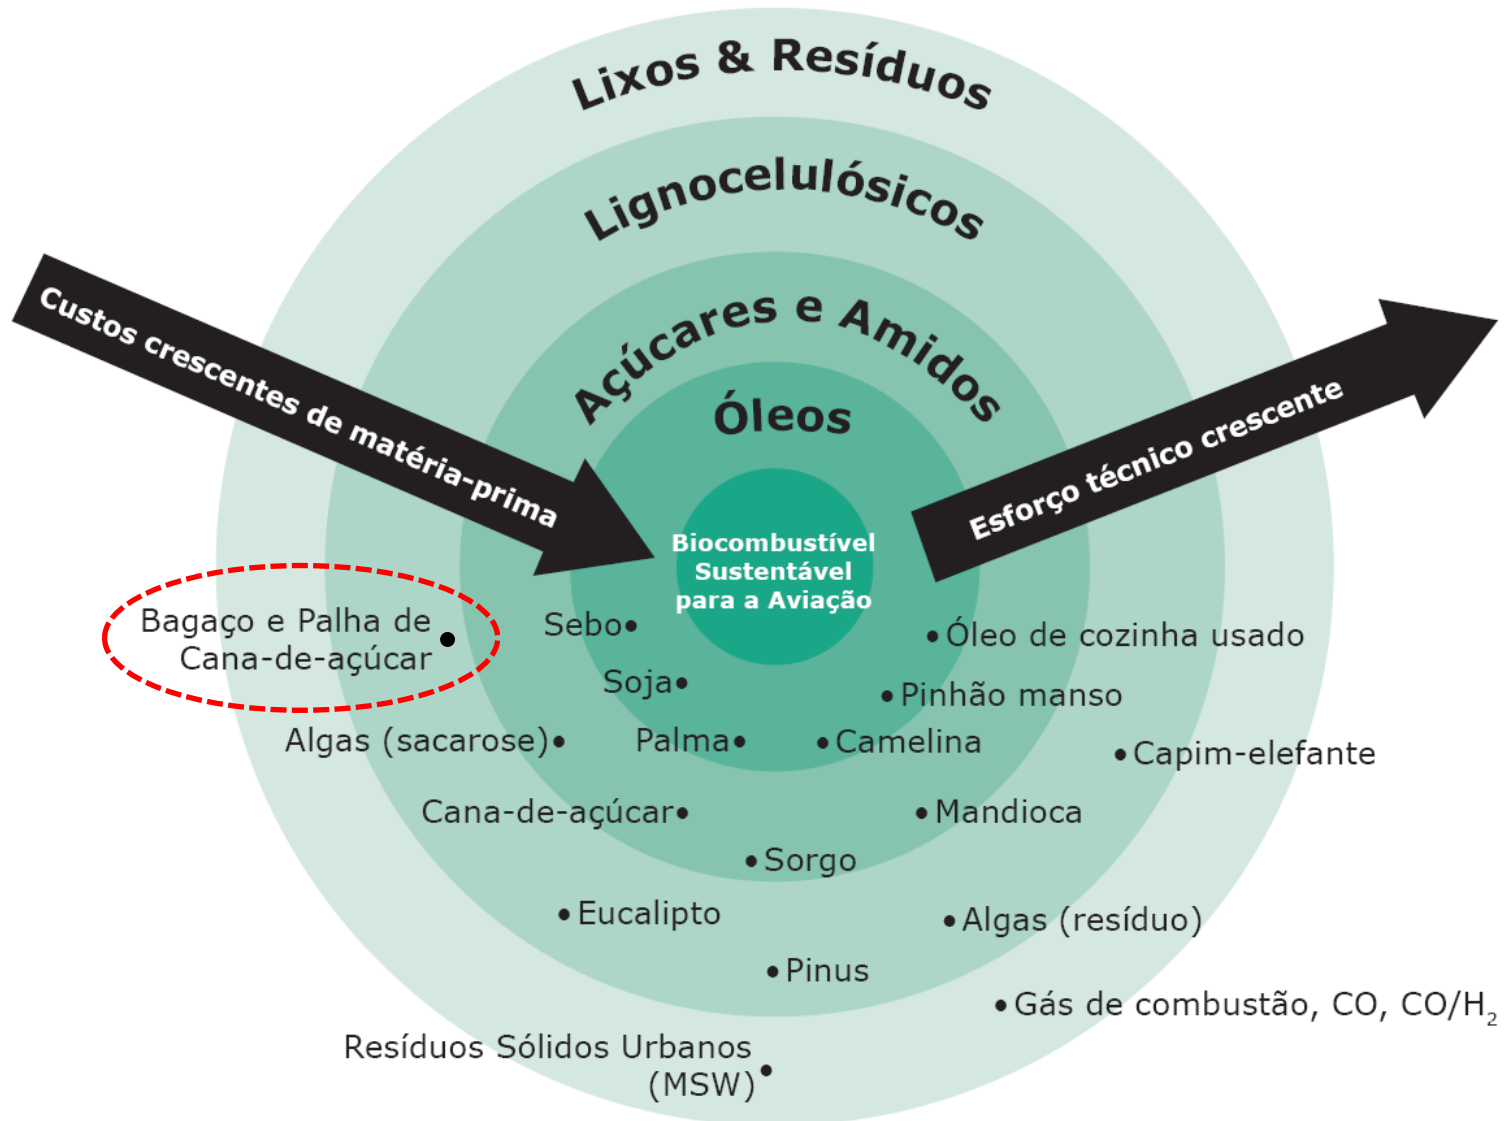 Lixos & Resíduos
Lignocelulósicos
Açúcares e Amidos
Óleos
Custos crescentes de matéria-prima
Esforço técnico crescente
Biocombustível
Sustentável
para a Aviação
Bagaço e Palha de
Cana-de-açúcar
Sebo
Óleo de cozinha usado
Soja
Pinhão manso
Algas (sacarose)
Palma
Camelina
Capim-elefante
Cana-de-açúcar
Mandioca
Sorgo
Eucalipto
Algas (resíduo)
Pinus
Gás de combustão, CO, CO/H₂
Resíduos Sólidos Urbanos
(MSW)